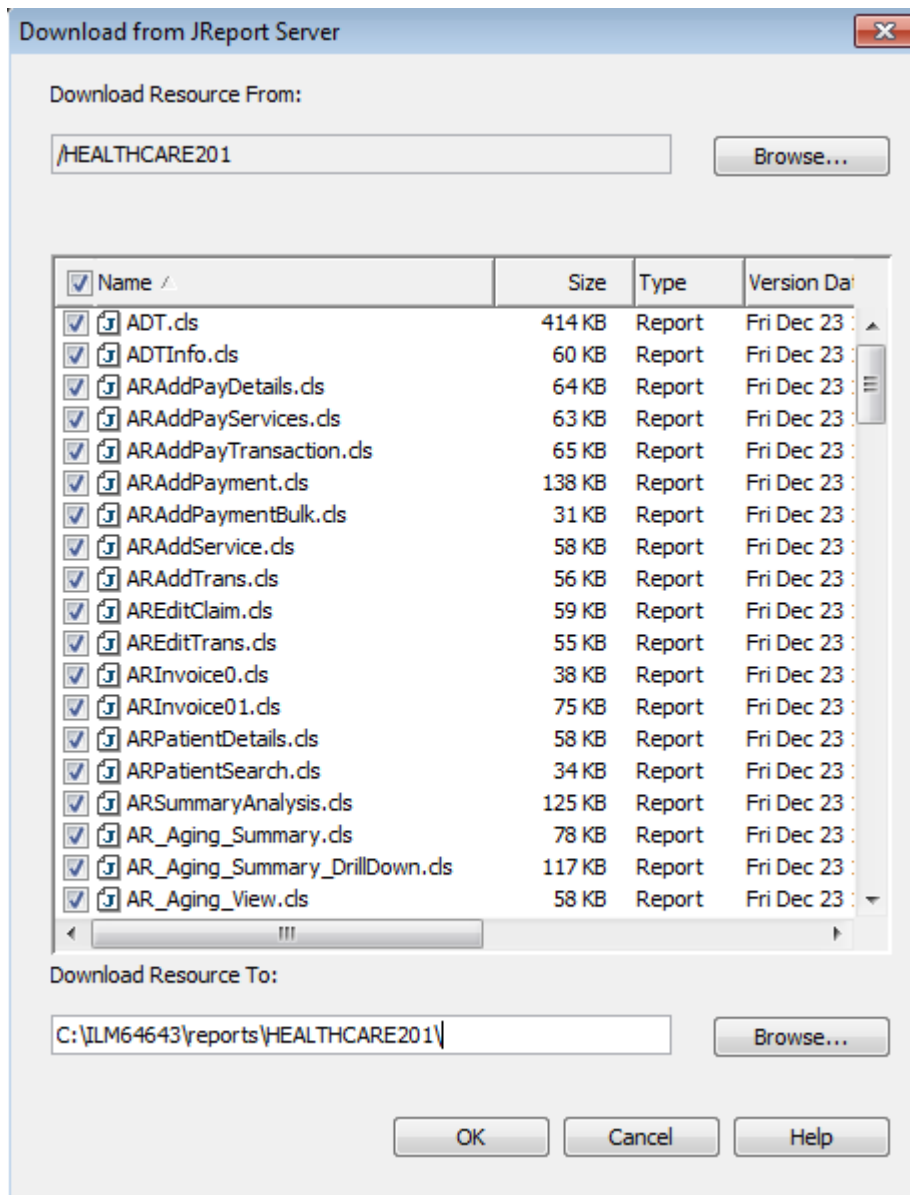 Download from JReport Server
Download Resource From:
/HEALTHCARE201 Browse...
Name Size Type Version Dat
ADT.cls 414 KB Report Fri Dec 23
ADTInfo.cls 60 KB Report Fri Dec 23
ARAddPayDetails.cls 64 KB Report Fri Dec 23
ARAddPayServices.cls 63 KB Report Fri Dec 23
ARAddPayTransaction.cls 65 KB Report Fri Dec 23
ARAddPayment.cls 138 KB Report Fri Dec 23
ARAddPaymentBulk.cls 31 KB Report Fri Dec 23
ARAddService.cls 58 KB Report Fri Dec 23
ARAddTrans.cls 56 KB Report Fri Dec 23
AREditClaim.cls 59 KB Report Fri Dec 23
AREditTrans.cls 55 KB Report Fri Dec 23
ARInvoice0.cls 38 KB Report Fri Dec 23
ARInvoice01.cls 75 KB Report Fri Dec 23
ARPatientDetails.cls 58 KB Report Fri Dec 23
ARPatientSearch.cls 34 KB Report Fri Dec 23
ARSummaryAnalysis.cls 125 KB Report Fri Dec 23
AR_Aging_Summary.cls 78 KB Report Fri Dec 23
AR_Aging_Summary_DrillDown.cls 117 KB Report Fri Dec 23
AR_Aging_View.cls 58 KB Report Fri Dec 23
Download Resource To:
C:\ILM64643\reports\HEALTHCARE201\ Browse...
OK Cancel Help